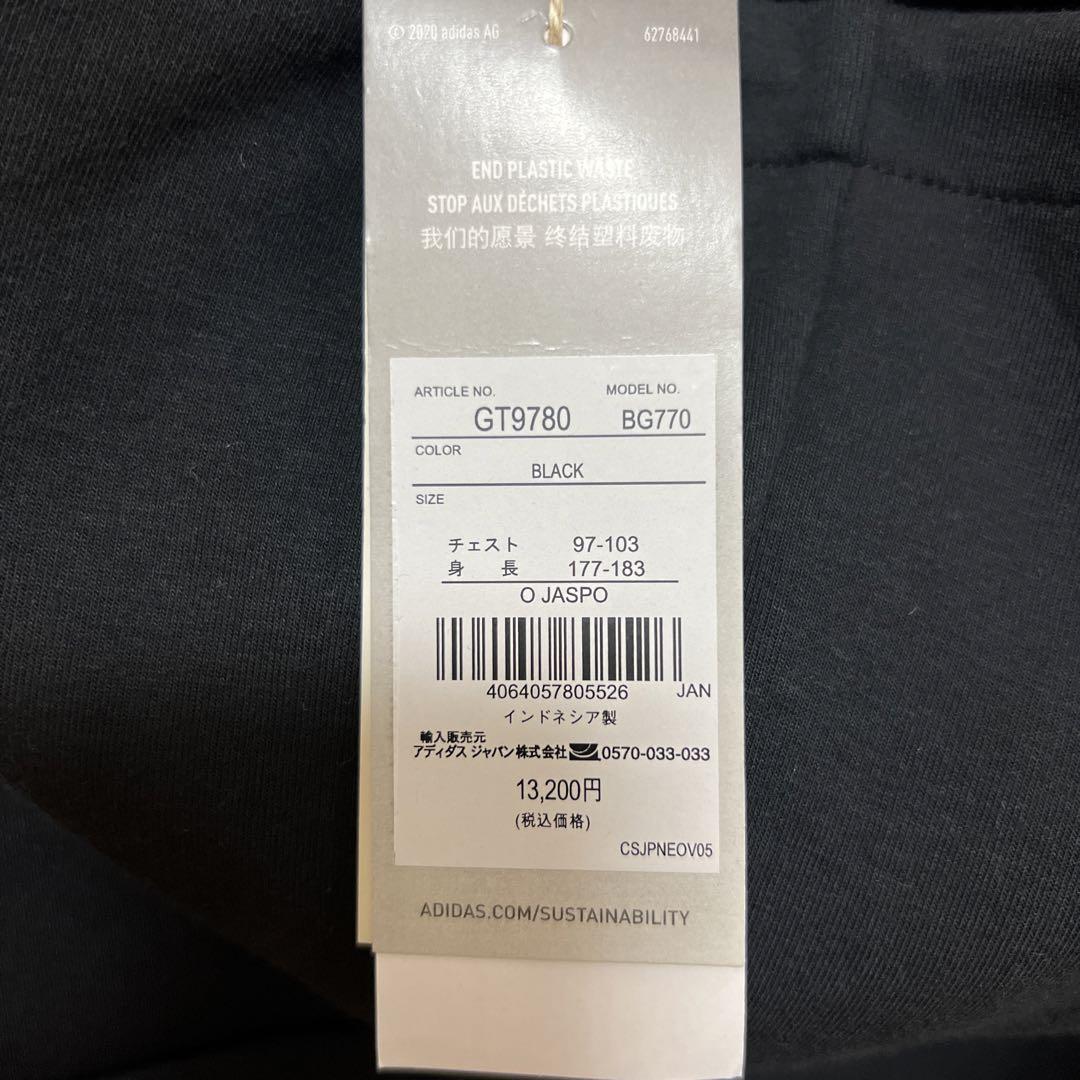 © 2020 adidas AG 62768441
END PLASTIC WASTE
STOP AUX DÉCHETS PLASTIQUES
我们的愿景 终结塑料废物
ARTICLE NO. MODEL NO.
GT9780 BG770
COLOR
BLACK
SIZE
チェスト 97-103
身 長 177-183
O JASPO
4064057805526 JAN
インドネシア製
輸入販売元
アディダス ジャパン株式会社 0570-033-033
13,200円
(税込価格)
CSJPNEOV05
ADIDAS.COM/SUSTAINABILITY